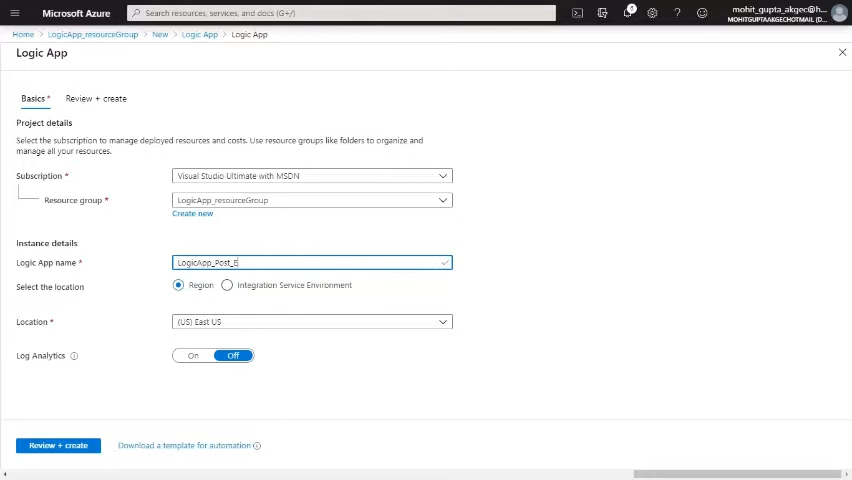 Microsoft Azure
Search resources, services, and docs (G+/)
6
mohit_gupta_akgec@h...
MOHITGUPTAAKGECHOTMAIL (D...
Home > LogicApp_resourceGroup > New > Logic App > Logic App
Logic App
Basics * Review + create
Project details
Select the subscription to manage deployed resources and costs. Use resource groups like folders to organize and
manage all your resources.
Subscription * Visual Studio Ultimate with MSDN
Resource group * LogicApp_resourceGroup
Create new
Instance details
Logic App name * LogicApp_Post_E
Select the location Region Integration Service Environment
Location * (US) East US
Log Analytics On Off
Review + create Download a template for automation